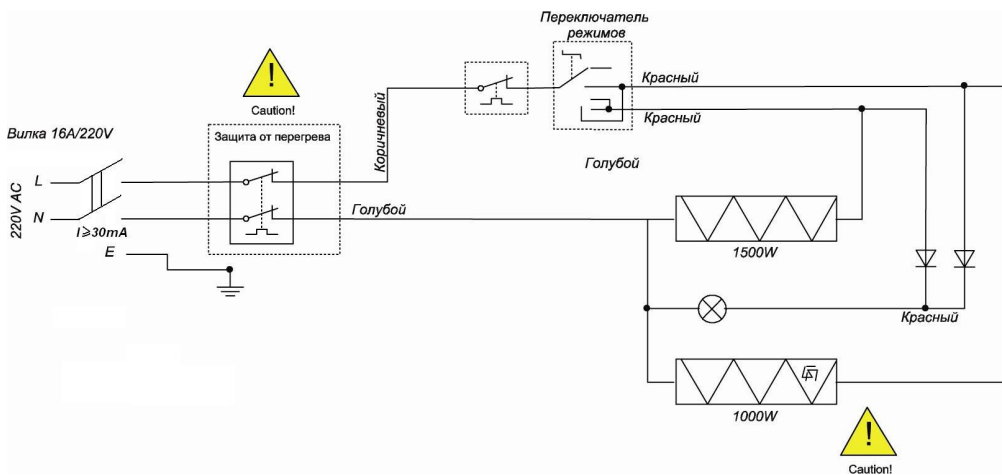 Переключатель
режимов
Красный
Caution!
Красный
Коричневый
Вилка 16А/220V
Защита от перегрева
Голубой
220V AC
L
N
Голубой
I⩾30mA
E
1500W
Красный
1000W
Caution!